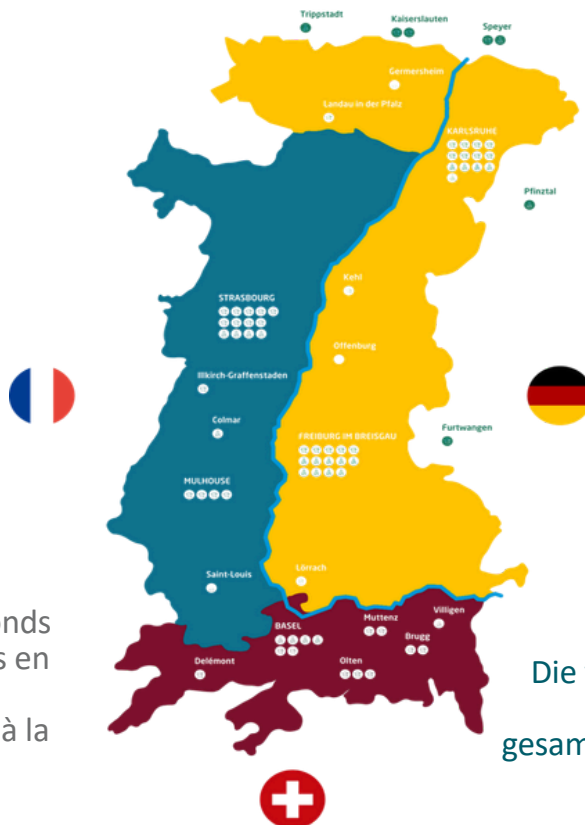 Trippstadt
Kaiserslauten
Speyer
Germersheim
Landau in der Pfalz
KARLSRUHE
Pfinztal
Kehl
STRASBOURG
Offenburg
Illkirch-Graffenstaden
Colmar
FREIBURG IM BREISGAU
Furtwangen
MULHOUSE
Saint-Louis
Lörrach
onds
s en
à la
BASEL
Muttenz
Villigen
Brugg
Delémont
Olten
Die
gesam